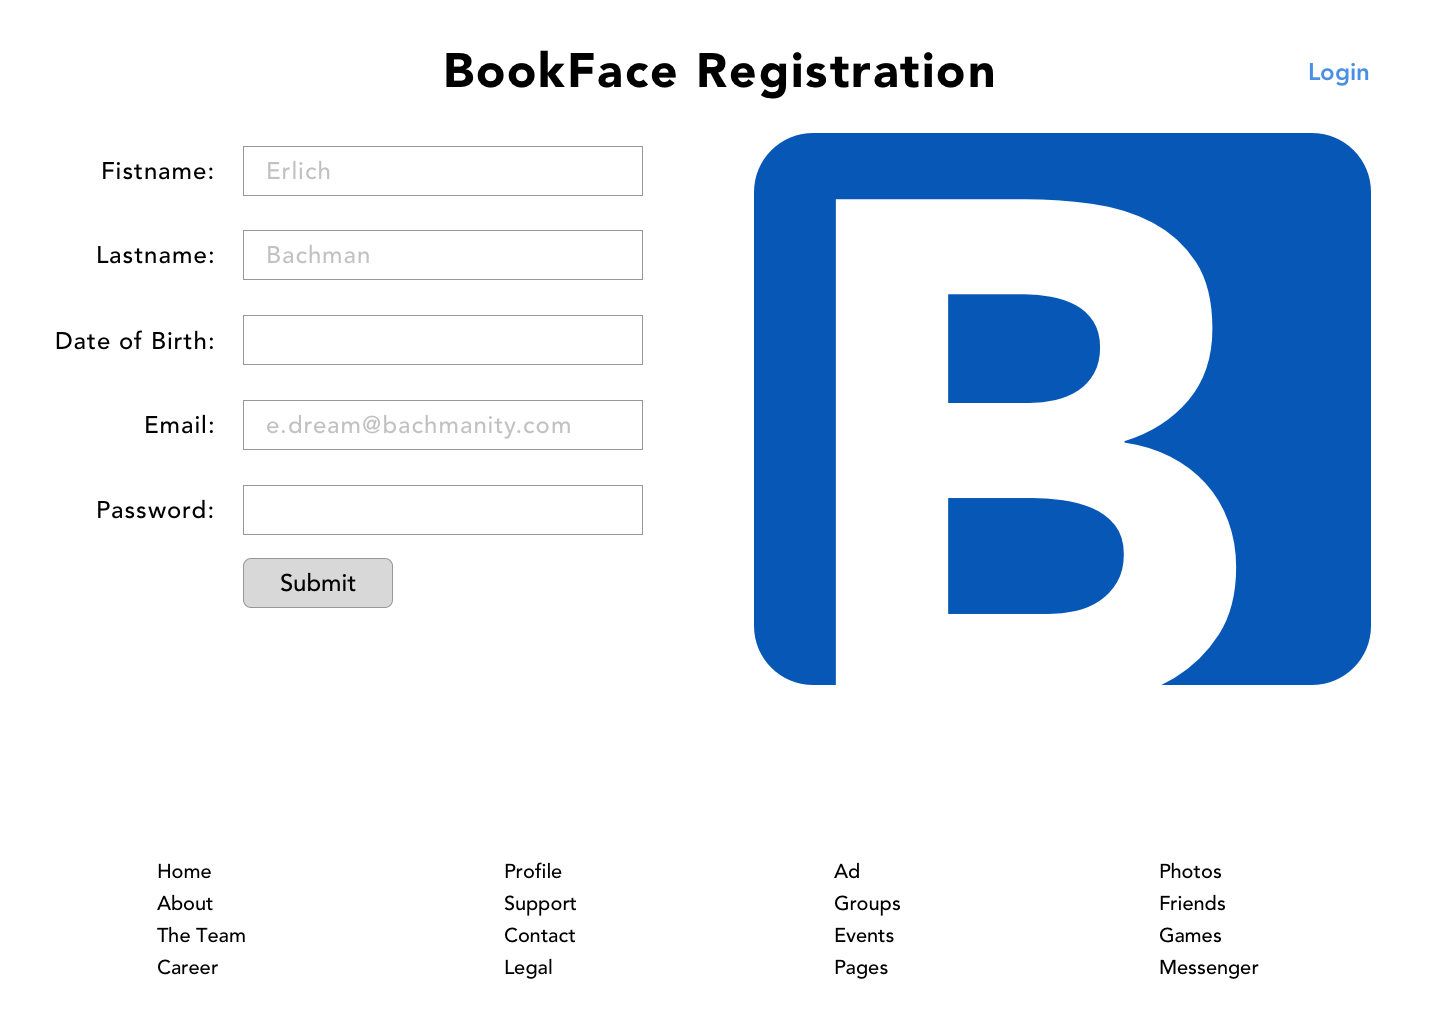 BookFace Registration
Login
Fistname:
Erlich
Lastname:
Bachman
Date of Birth:
Email:
e.dream@bachmanity.com
Password:
Submit
B
Home
About
The Team
Career
Profile
Support
Contact
Legal
Ad
Groups
Events
Pages
Photos
Friends
Games
Messenger